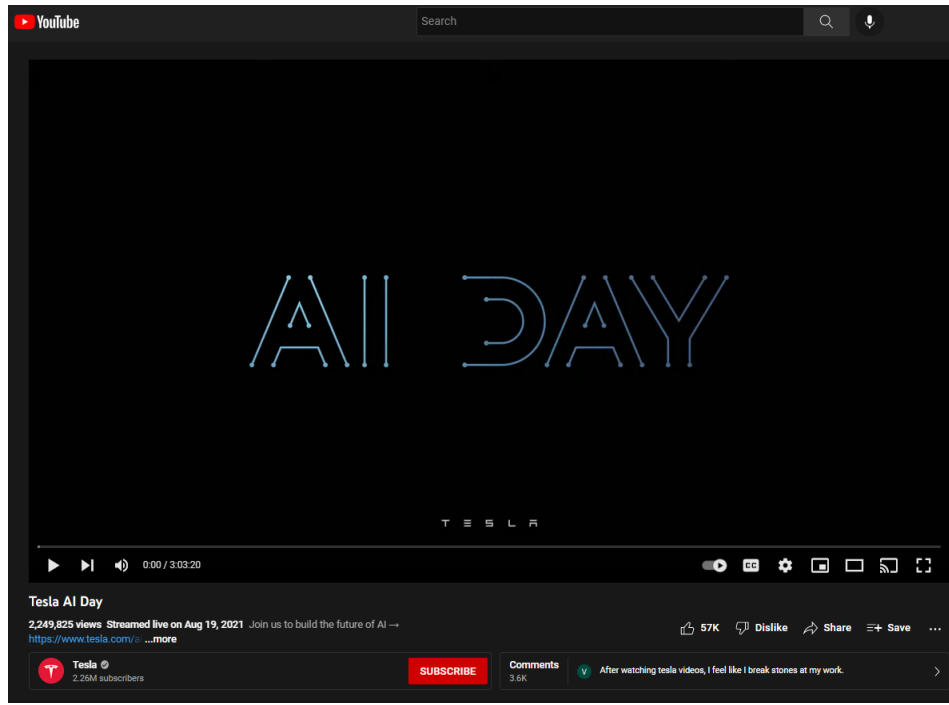 YouTube
Search
AI DAY
TESLA
0:00 / 3:03:20
CC
Tesla AI Day
2,249,825 views Streamed live on Aug 19, 2021 Join us to build the future of AI →
https://www.tesla.com/a ...more
57K Dislike Share Save ...
Tesla
2.26M subscribers
SUBSCRIBE
Comments
3.6K
V
After watching tesla videos, I feel like I break stones at my work.